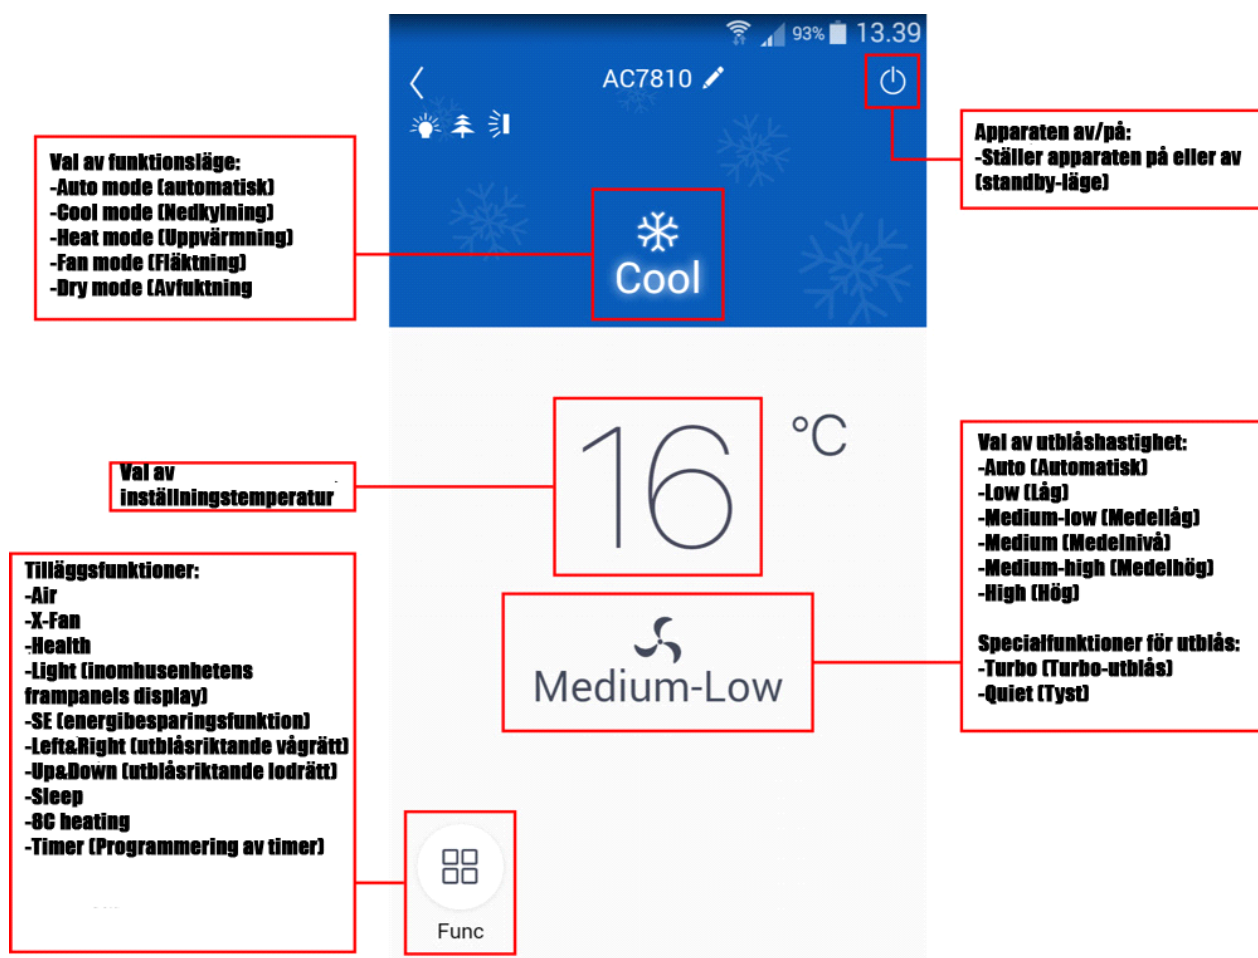 93% 13.39
AC7810
Val av funktionsläge:
-Auto mode (automatisk)
-Cool mode (Nedkylning)
-Heat mode (Uppvärmning)
-Fan mode (Fläktning)
-Dry mode (Avfuktning
Apparaten av/på:
-Ställer apparaten på eller av
(standby-läge)
Cool
16 °C
Val av
inställningstemperatur
Val av utblåshastighet:
-Auto (Automatisk)
-Low (Låg)
-Medium-low (Medellåg)
-Medium (Medelnivå)
-Medium-high (Medelhög)
-High (Hög)
Specialfunktioner för utblås:
-Turbo (Turbo-utblås)
-Quiet (Tyst)
Medium-Low
Tilläggsfunktioner:
-Air
-X-Fan
-Health
-Light (inomhusenhetens
frampanels display)
-SE (energibesparingsfunktion)
-Left&Right (utblåsriktande vågrätt)
-Up&Down (utblåsriktande lodrätt)
-Sleep
-8C heating
-Timer (Programmering av timer)
Func